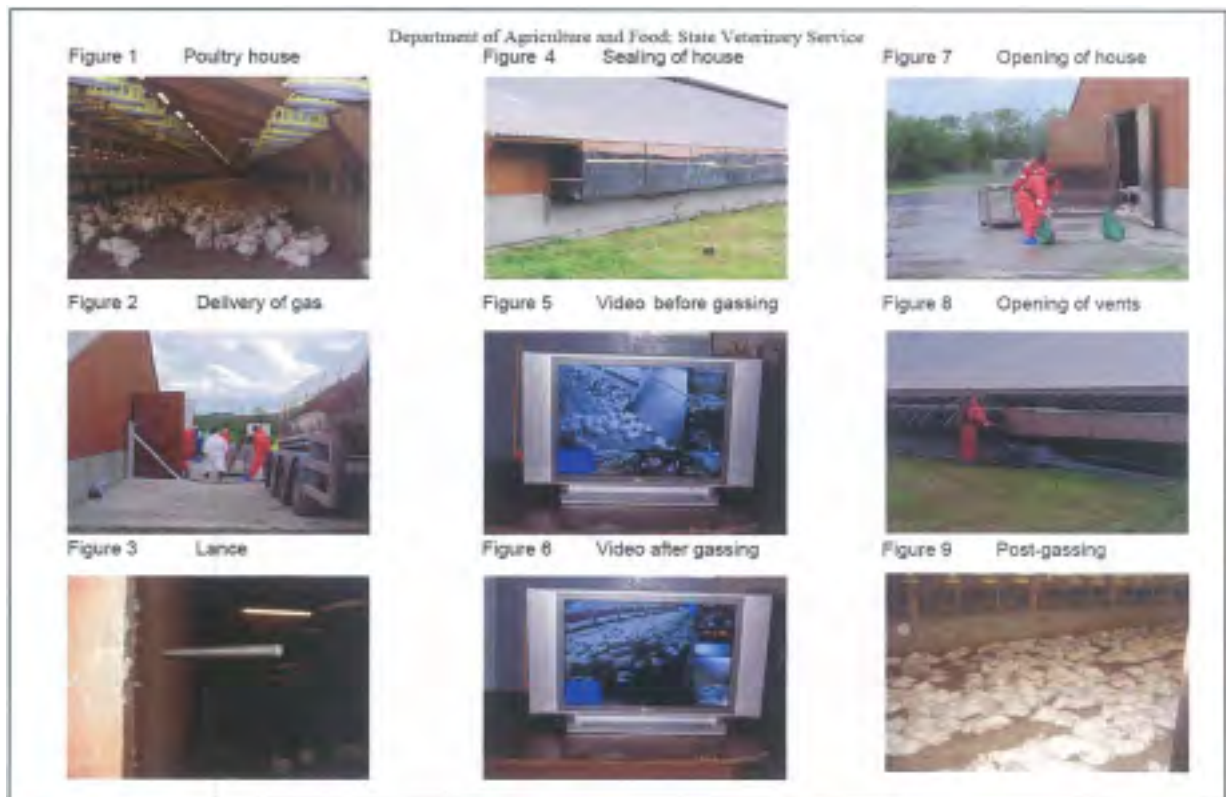 Department of Agriculture and Food: State Veterinary Service
Figure 1 Poultry house
Figure 4 Sealing of house
Figure 7 Opening of house
Figure 2 Delivery of gas
Figure 5 Video before gassing
Figure 8 Opening of vents
Figure 3 Lance
Figure 6 Video after gassing
Figure 9 Post-gassing